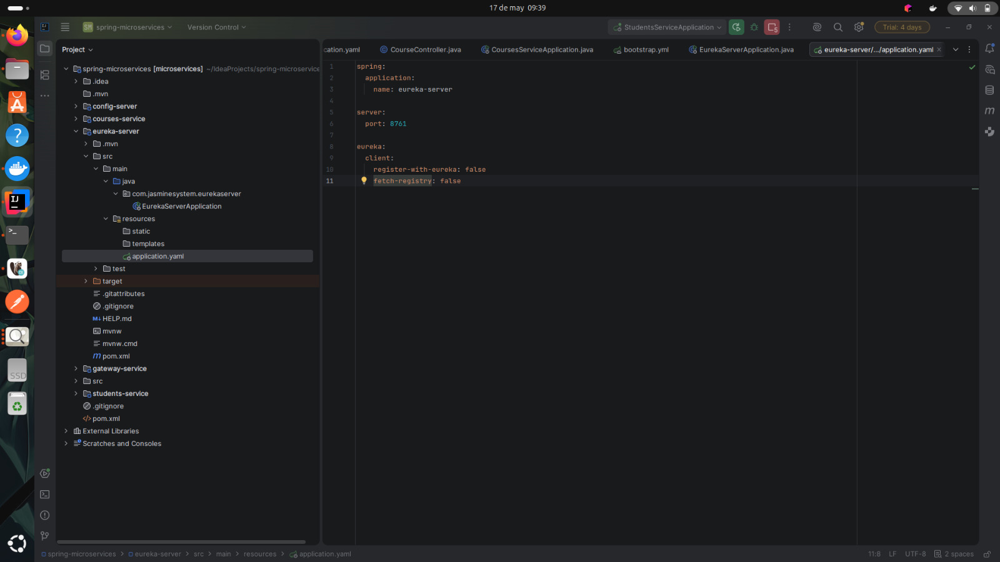 17 de may 09:39
SM spring-microservices
Version Control
StudentsServiceApplication
5
Trial: 4 days
Project
spring-microservices [microservices] ~/IdeaProjects/spring-microservice
.idea
.mvn
config-server
courses-service
eureka-server
.mvn
src
main
java
com.jasminesystem.eurekaserver
EurekaServerApplication
resources
static
templates
application.yaml
test
target
.gitattributes
.gitignore
HELP.md
mvnw
mvnw.cmd
pom.xml
gateway-service
src
students-service
.gitignore
pom.xml
External Libraries
Scratches and Consoles
cation.yaml
CourseController.java
CoursesServiceApplication.java
bootstrap.yml
EurekaServerApplication.java
eureka-server/.../application.yaml
1 spring:
2 application:
3 name: eureka-server
4
5 server:
6 port: 8761
7
8 eureka:
9 client:
10 register-with-eureka: false
11 fetch-registry: false
SSD
spring-microservices > eureka-server > src > main > resources > application.yaml
11:8 LF UTF-8 2 spaces